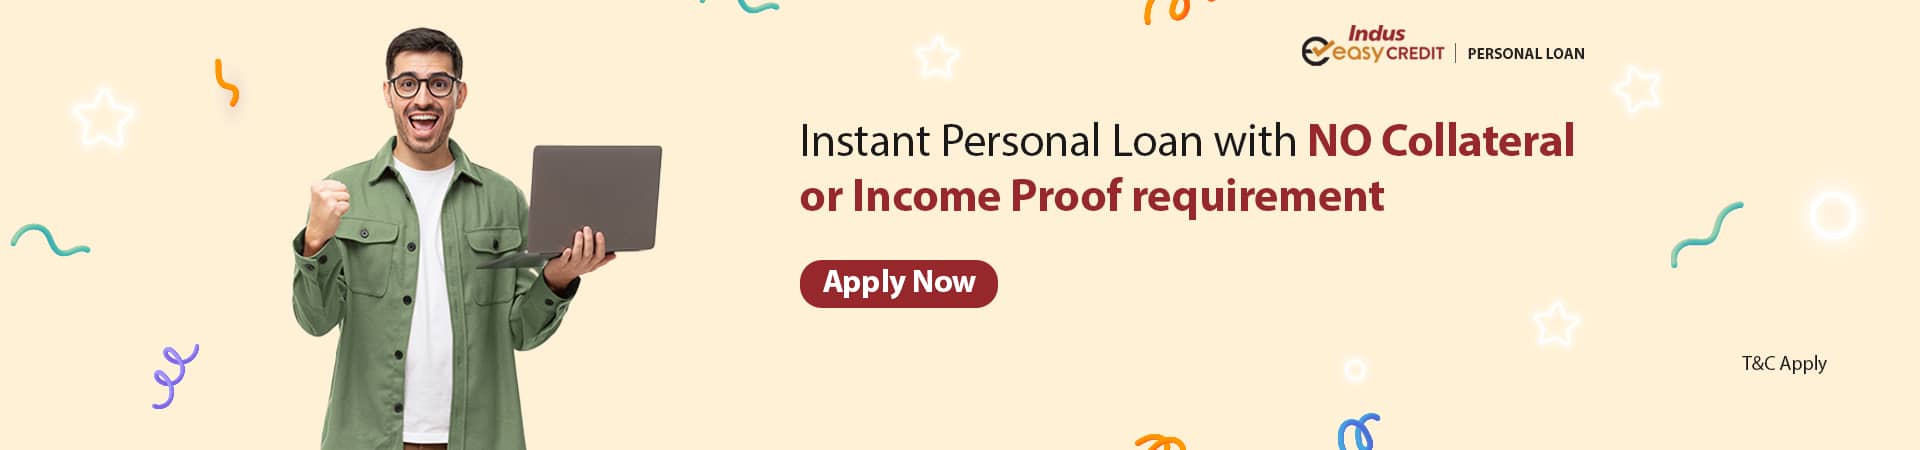 Indus
easy CREDIT | PERSONAL LOAN
Instant Personal Loan with NO Collateral
or Income Proof requirement
Apply Now
T&C Apply